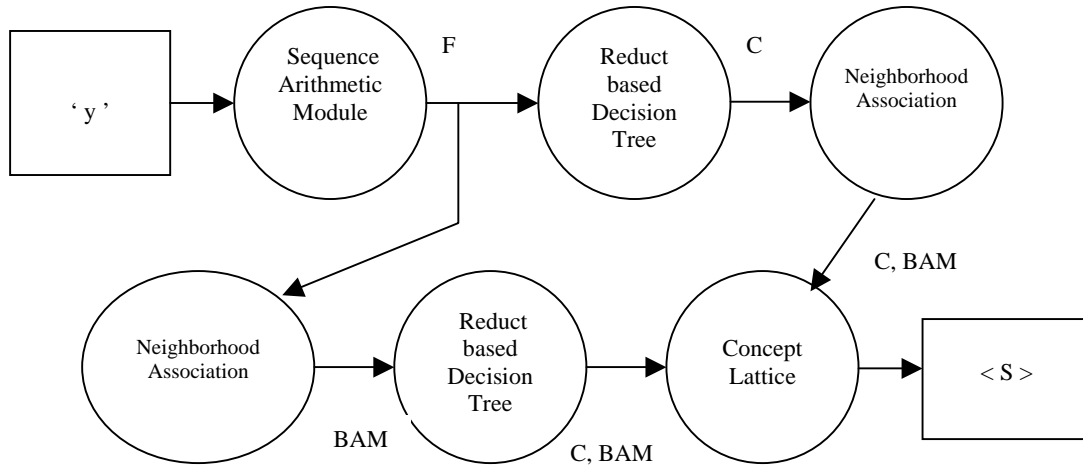 ‘ y ’
Sequence
Arithmetic
Module
F
Reduct
based
Decision
Tree
C
Neighborhood
Association
C, BAM
Neighborhood
Association
BAM
Reduct
based
Decision
Tree
C, BAM
Concept
Lattice
< S >